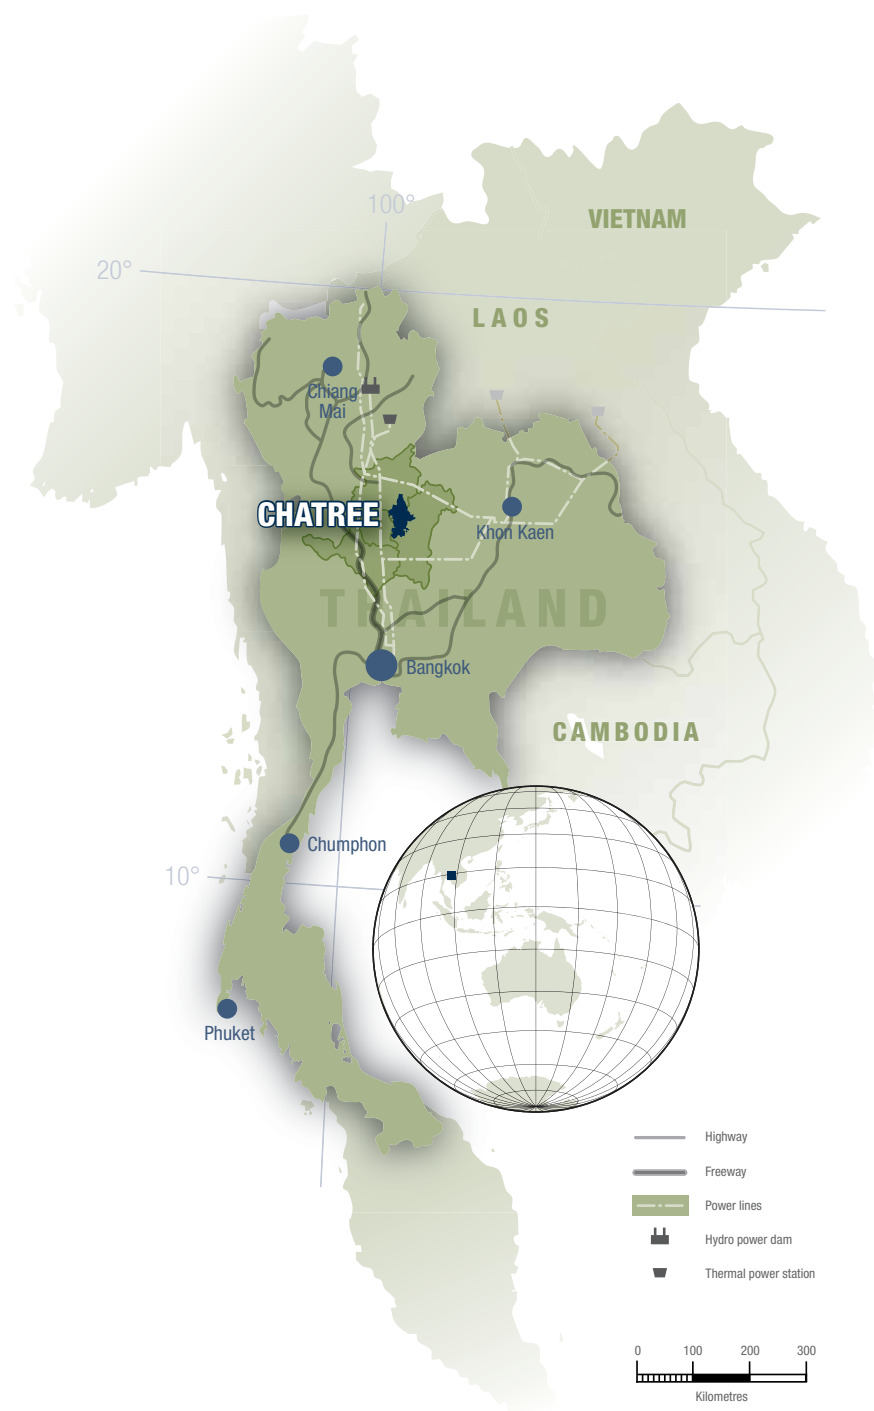 100°
VIETNAM
20°
LAOS
Chiang
Mai
CHATREE
Khon Kaen
THAILAND
Bangkok
CAMBODIA
Chumphon
10°
Phuket
Highway
Freeway
Power lines
Hydro power dam
Thermal power station
0 100 200 300
Kilometres